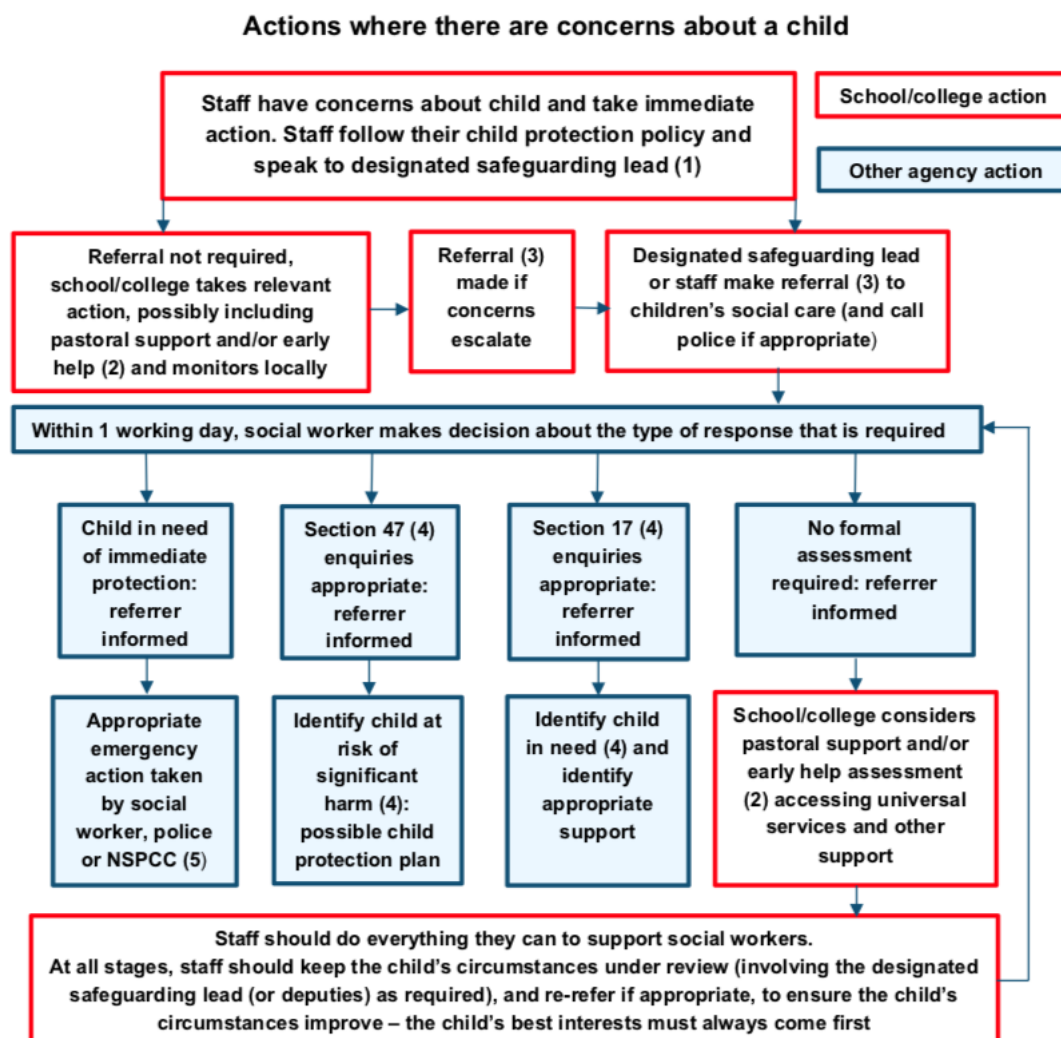 Actions where there are concerns about a child
Staff have concerns about child and take immediate
action. Staff follow their child protection policy and
speak to designated safeguarding lead (1)
School/college action
Other agency action
Referral not required,
school/college takes relevant
action, possibly including
pastoral support and/or early
help (2) and monitors locally
Referral (3)
made if
concerns
escalate
Designated safeguarding lead
or staff make referral (3) to
children’s social care (and call
police if appropriate)
Within 1 working day, social worker makes decision about the type of response that is required
Child in need
of immediate
protection:
referrer
informed
Section 47 (4)
enquiries
appropriate:
referrer
informed
Section 17 (4)
enquiries
appropriate:
referrer
informed
No formal
assessment
required: referrer
informed
Appropriate
emergency
action taken
by social
worker, police
or NSPCC (5)
Identify child at
risk of
significant
harm (4):
possible child
protection plan
Identify child
in need (4) and
identify
appropriate
support
School/college considers
pastoral support and/or
early help assessment
(2) accessing universal
services and other
support
Staff should do everything they can to support social workers.
At all stages, staff should keep the child’s circumstances under review (involving the designated
safeguarding lead (or deputies) as required), and re-refer if appropriate, to ensure the child’s
circumstances improve – the child’s best interests must always come first